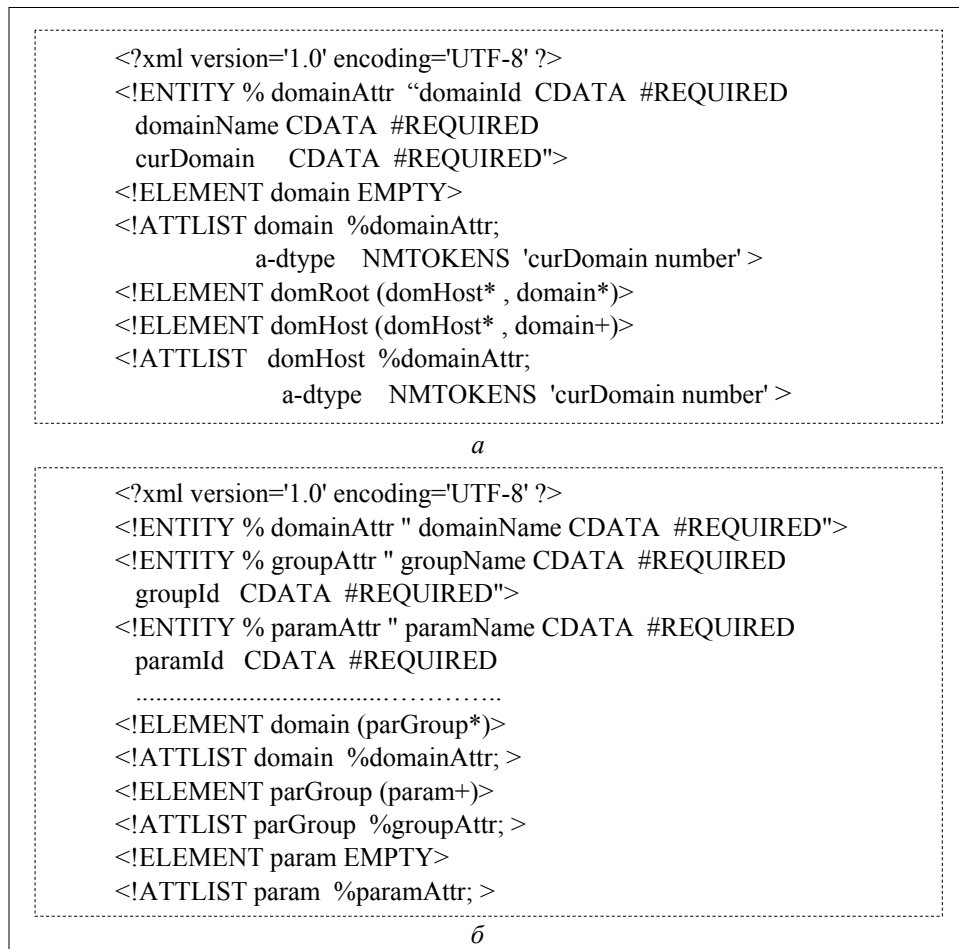 <?xml version='1.0' encoding='UTF-8' ?>
<!ENTITY % domainAttr “domainId CDATA #REQUIRED
domainName CDATA #REQUIRED
curDomain CDATA #REQUIRED">
<!ELEMENT domain EMPTY>
<!ATTLIST domain %domainAttr;
a-dtype NMTOKENS 'curDomain number' >
<!ELEMENT domRoot (domHost* , domain*)>
<!ELEMENT domHost (domHost* , domain+)>
<!ATTLIST domHost %domainAttr;
a-dtype NMTOKENS 'curDomain number' >
а
<?xml version='1.0' encoding='UTF-8' ?>
<!ENTITY % domainAttr " domainName CDATA #REQUIRED">
<!ENTITY % groupAttr " groupName CDATA #REQUIRED
groupId CDATA #REQUIRED">
<!ENTITY % paramAttr " paramName CDATA #REQUIRED
paramId CDATA #REQUIRED
.....................................…………..
<!ELEMENT domain (parGroup*)>
<!ATTLIST domain %domainAttr; >
<!ELEMENT parGroup (param+)>
<!ATTLIST parGroup %groupAttr; >
<!ELEMENT param EMPTY>
<!ATTLIST param %paramAttr; >
б